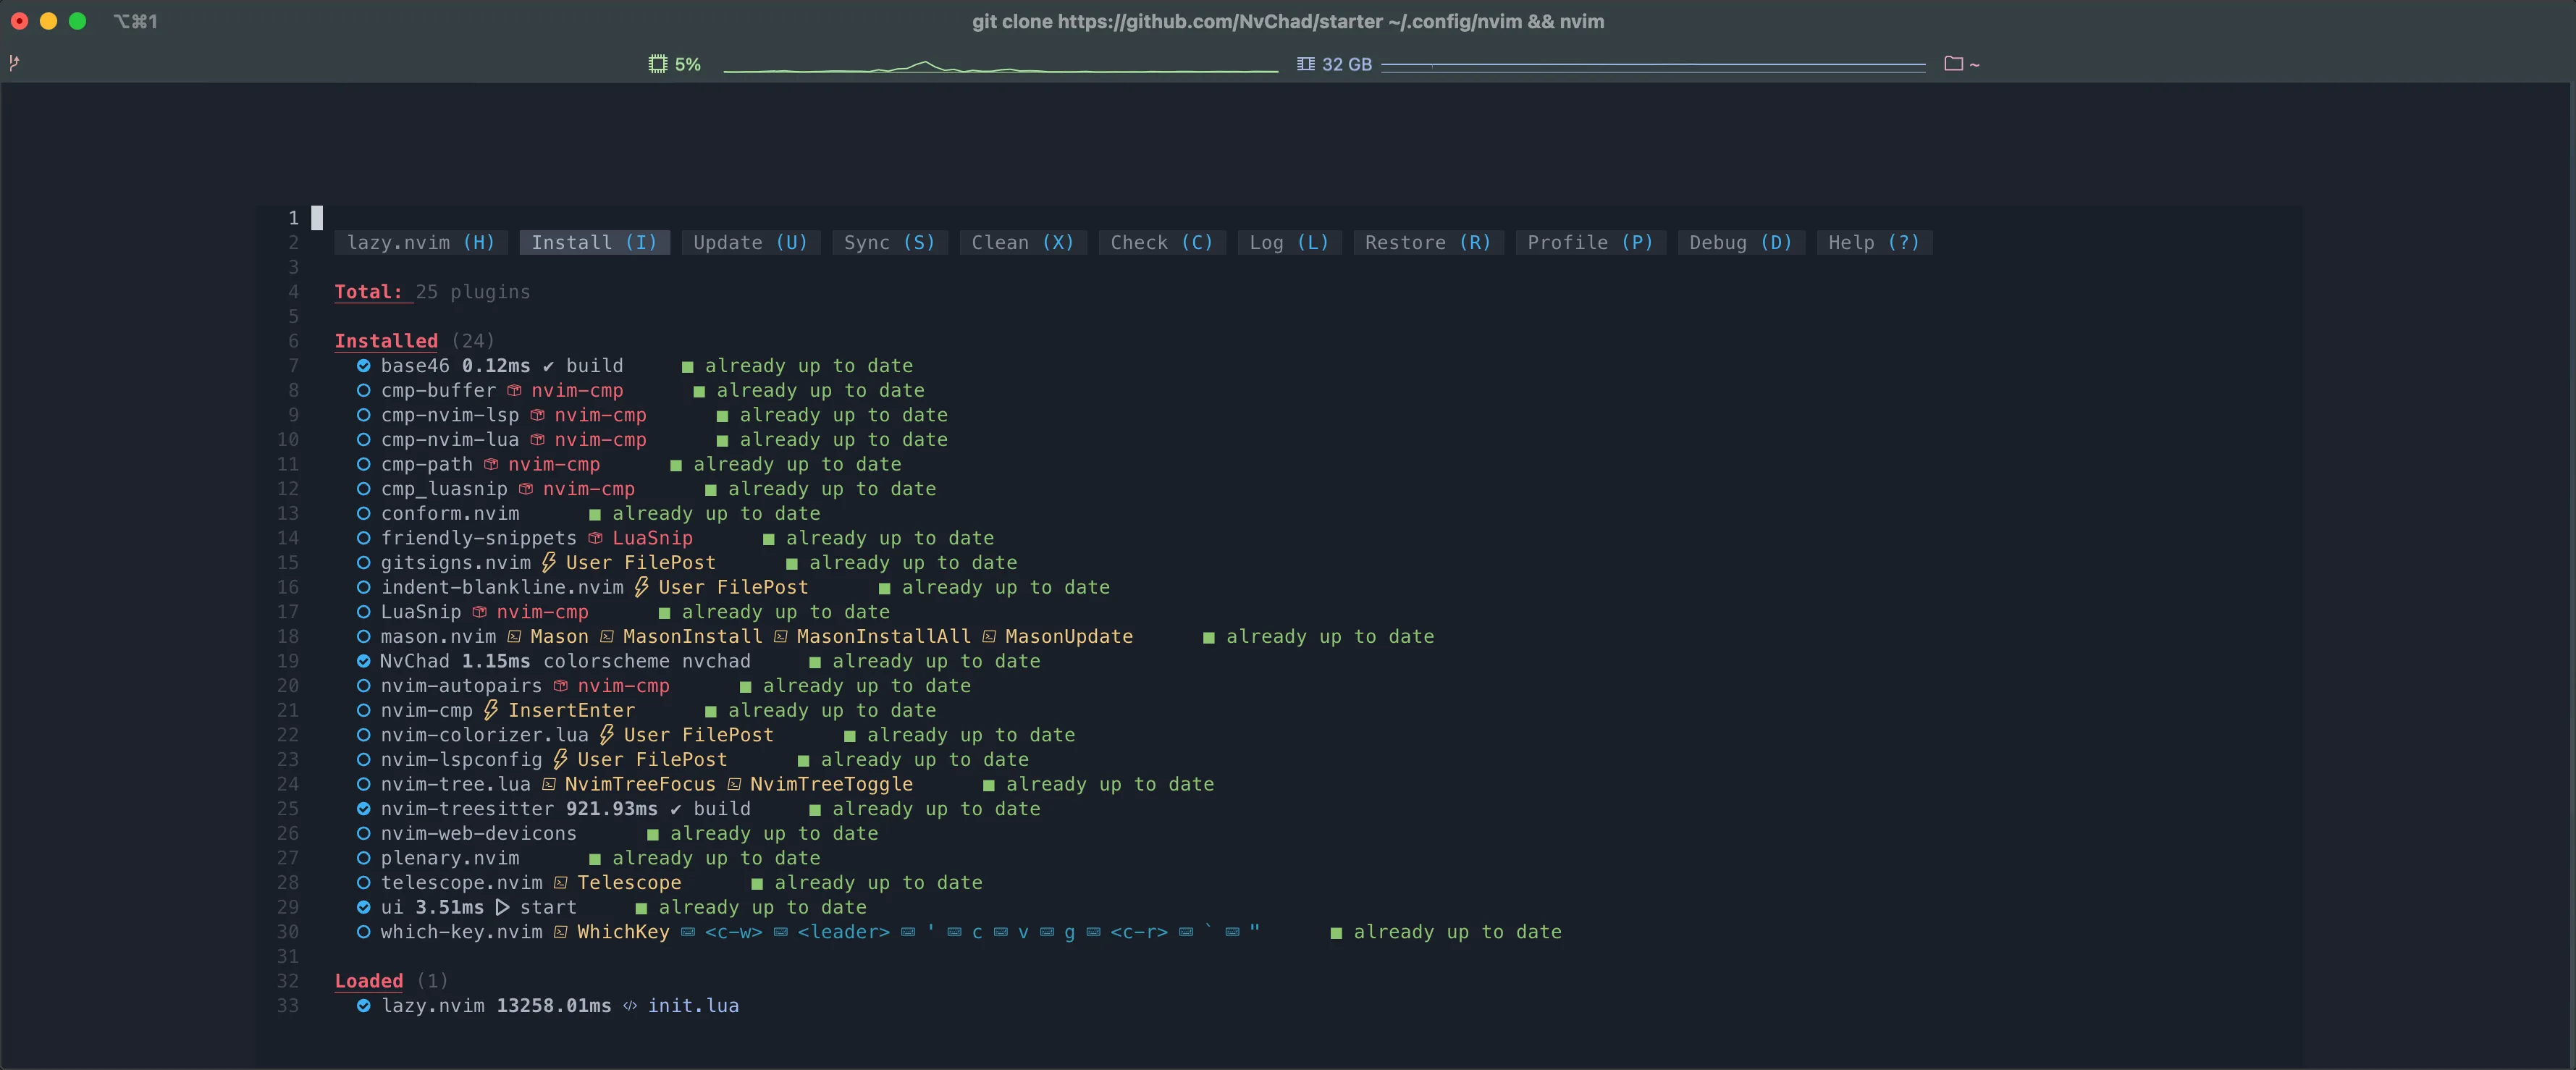 ⌥⌘1 git clone https://github.com/NvChad/starter ~/.config/nvim && nvim
5% 32 GB ~
1
2 lazy.nvim (H) Install (I) Update (U) Sync (S) Clean (X) Check (C) Log (L) Restore (R) Profile (P) Debug (D) Help (?)
3
4 Total: 25 plugins
5
6 Installed (24)
7 base46 0.12ms ✔ build ■ already up to date
8 cmp-buffer nvim-cmp ■ already up to date
9 cmp-nvim-lsp nvim-cmp ■ already up to date
10 cmp-nvim-lua nvim-cmp ■ already up to date
11 cmp-path nvim-cmp ■ already up to date
12 cmp_luasnip nvim-cmp ■ already up to date
13 conform.nvim ■ already up to date
14 friendly-snippets LuaSnip ■ already up to date
15 gitsigns.nvim User FilePost ■ already up to date
16 indent-blankline.nvim User FilePost ■ already up to date
17 LuaSnip nvim-cmp ■ already up to date
18 mason.nvim Mason MasonInstall MasonInstallAll MasonUpdate ■ already up to date
19 NvChad 1.15ms colorscheme nvchad ■ already up to date
20 nvim-autopairs nvim-cmp ■ already up to date
21 nvim-cmp InsertEnter ■ already up to date
22 nvim-colorizer.lua User FilePost ■ already up to date
23 nvim-lspconfig User FilePost ■ already up to date
24 nvim-tree.lua NvimTreeFocus NvimTreeToggle ■ already up to date
25 nvim-treesitter 921.93ms ✔ build ■ already up to date
26 nvim-web-devicons ■ already up to date
27 plenary.nvim ■ already up to date
28 telescope.nvim Telescope ■ already up to date
29 ui 3.51ms start ■ already up to date
30 which-key.nvim WhichKey <c-w> <leader> ' c v g <c-r> ` " ■ already up to date
31
32 Loaded (1)
33 lazy.nvim 13258.01ms init.lua